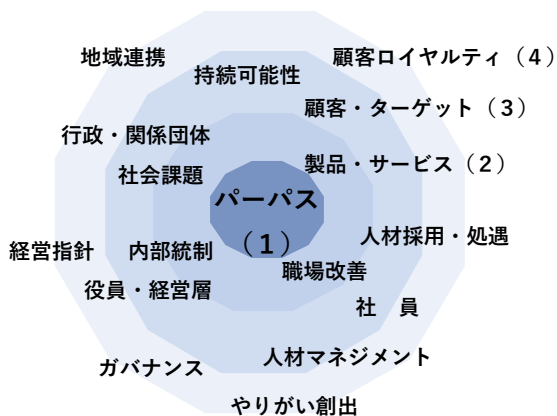 地域連携
顧客ロイヤルティ（４）
持続可能性
顧客・ターゲット（３）
行政・関係団体
製品・サービス（２）
社会課題
パーパス
（１）
人材採用・処遇
経営指針
内部統制
職場改善
役員・経営層
社　員
人材マネジメント
ガバナンス
やりがい創出